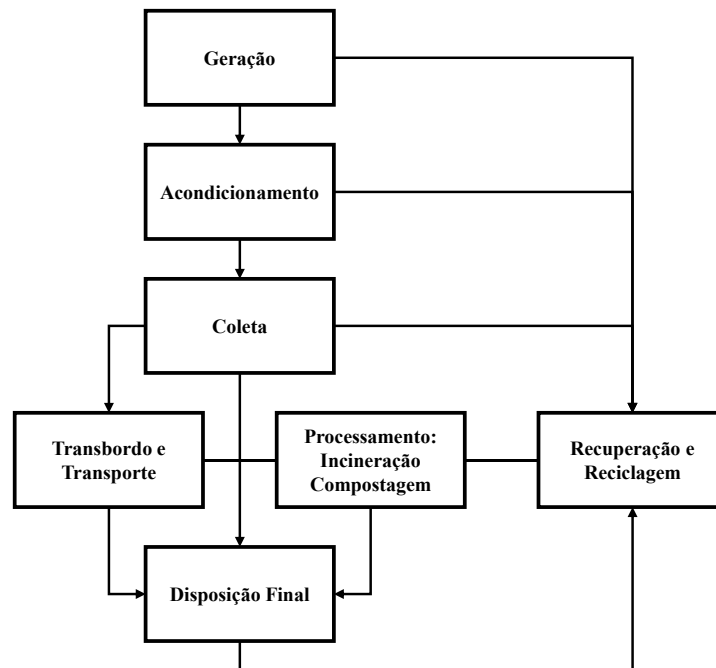 Geração
Acondicionamento
Coleta
Transbordo e
Transporte
Processamento:
Incineração
Compostagem
Recuperação e
Reciclagem
Disposição Final